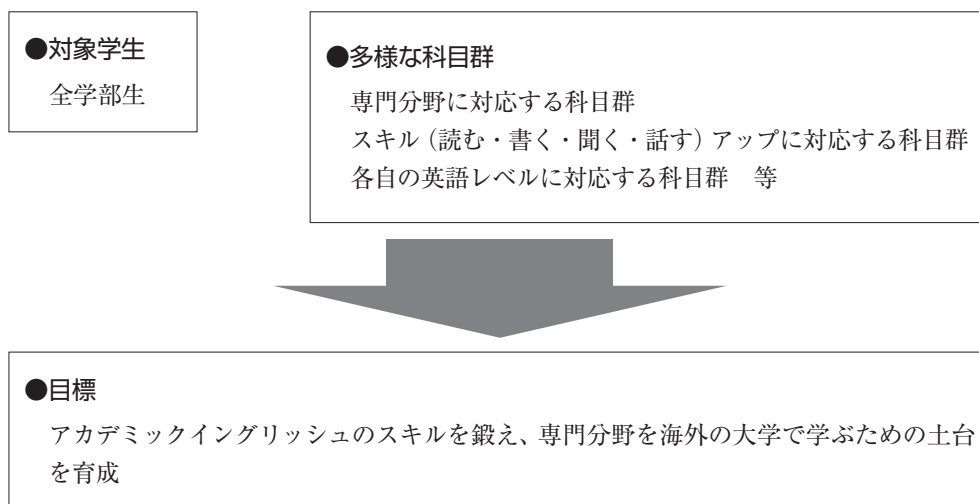 ●対象学生
全学部生
●多様な科目群
専門分野に対応する科目群
スキル（読む・書く・聞く・話す）アップに対応する科目群
各自の英語レベルに対応する科目群　等
●目標
アカデミックイングリッシュのスキルを鍛え、専門分野を海外の大学で学ぶための土台
を育成